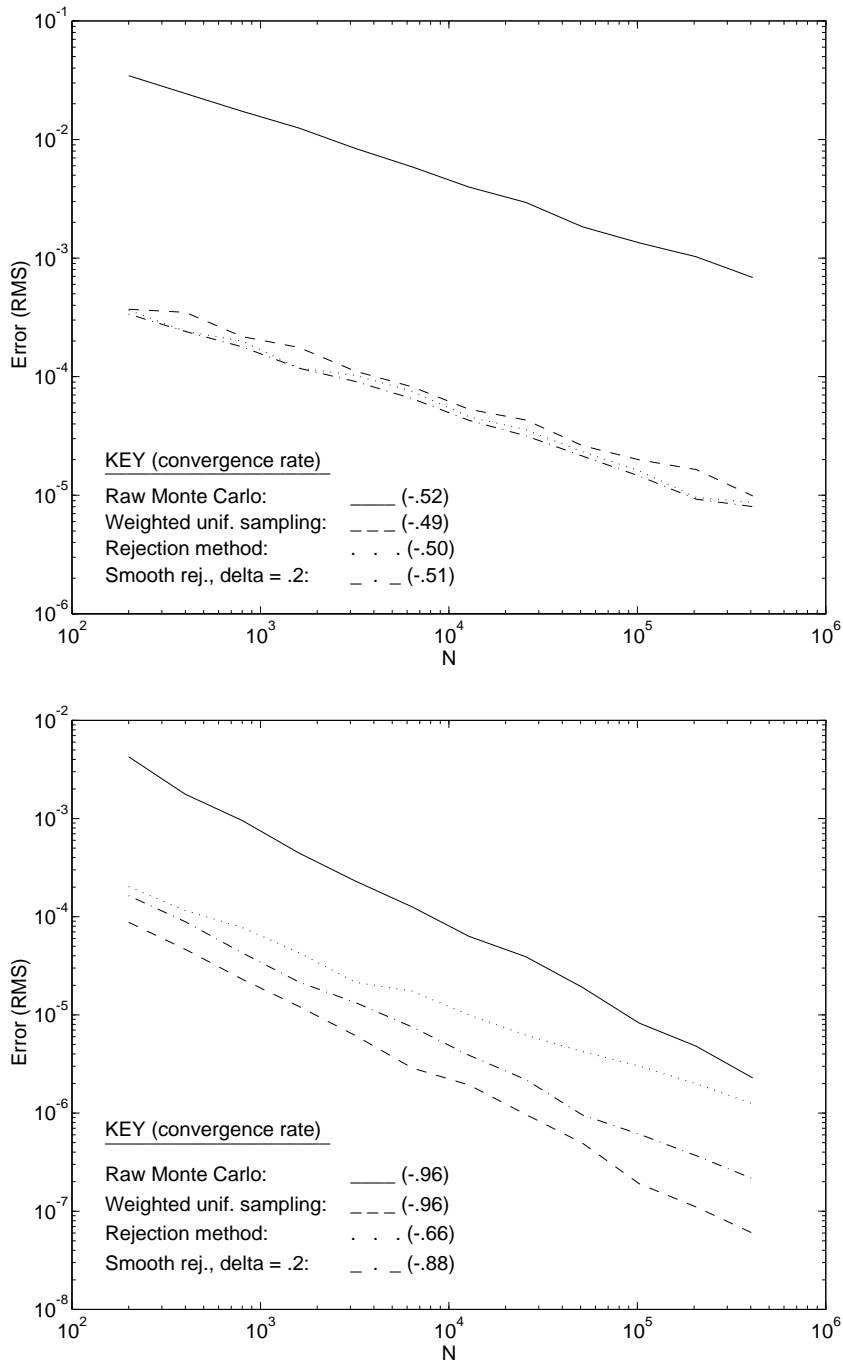 10^-1
10^-2
10^-3
10^-4
10^-5
10^-6
Error (RMS)
KEY (convergence rate)
Raw Monte Carlo: ____ (-.52)
Weighted unif. sampling: _ _ _ (-.49)
Rejection method: . . . (-.50)
Smooth rej., delta = .2: _ . _ (-.51)
10^2 10^3 10^4 10^5 10^6
N
10^-2
10^-3
10^-4
10^-5
10^-6
10^-7
10^-8
Error (RMS)
KEY (convergence rate)
Raw Monte Carlo: ____ (-.96)
Weighted unif. sampling: _ _ _ (-.96)
Rejection method: . . . (-.66)
Smooth rej., delta = .2: _ . _ (-.88)
10^2 10^3 10^4 10^5 10^6
N